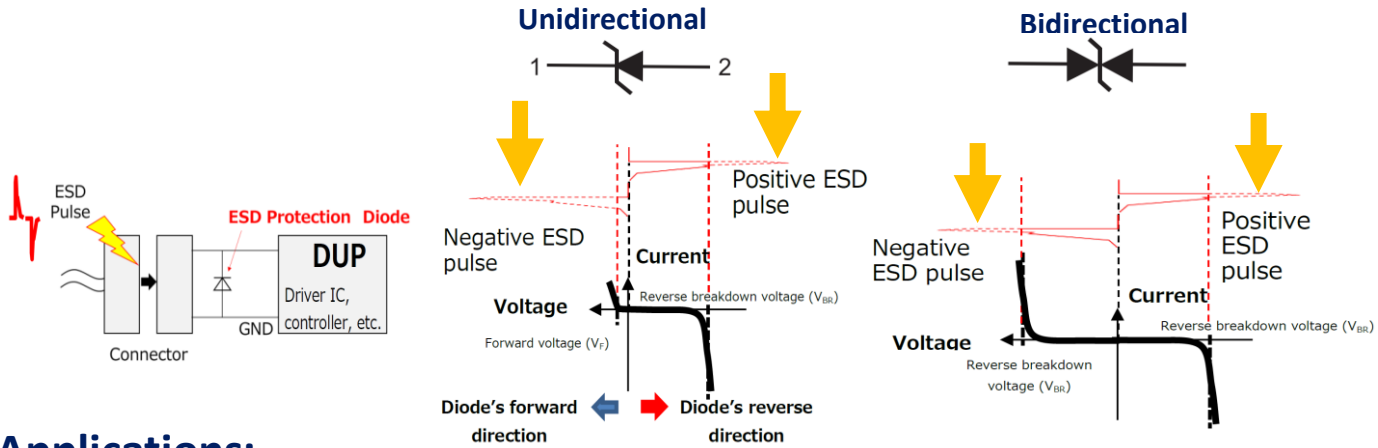 Unidirectional
1
2
Bidirectional
ESD
Pulse
ESD Protection Diode
DUP
Driver IC,
controller, etc.
GND
Connector
Positive ESD
pulse
Negative ESD
pulse
Current
Voltage
Reverse breakdown voltage (VBR)
Forward voltage (VF)
Diode's forward
direction
Diode's reverse
direction
Positive
ESD
pulse
Negative
ESD pulse
Current
Voltage
Reverse breakdown voltage (VBR)
Reverse breakdown
voltage (VBR)
Applications: